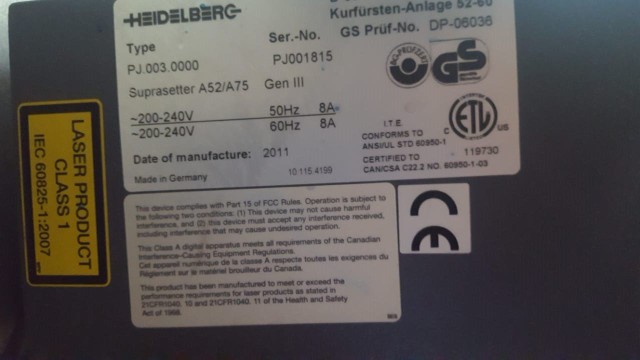 HEIDELBERG
Kurfürsten-Anlage 52-60
Type
Ser.-No.
GS Prüf-No. DP-06036
PJ.003.0000
PJ001815
Suprasetter A52/A75 Gen III
GS
~200-240V 50Hz 8A
~200-240V 60Hz 8A
ETL
C US
I.T.E.
CONFORMS TO
ANSI/UL STD 60950-1
119730
CERTIFIED TO
CAN/CSA C22.2 NO. 60950-1-03
Date of manufacture: 2011
Made in Germany
10 115 4199
LASER PRODUCT
CLASS 1
IEC 60825-1:2007
This device complies with Part 15 of FCC Rules. Operation is subject to
the following two conditions: (1) This device may not cause harmful
interference, and (2) this device must accept any interference received,
including interference that may cause undesired operation.
This Class A digital apparatus meets all requirements of the Canadian
Interference-Causing Equipment Regulations.
Cet appareil numérique de la classe A respecte toutes les exigences du
Règlement sur le matériel brouilleur du Canada.
This product has been manufactured to meet or exceed the
performance requirements for laser products as stated in
21CFR1040. 10 and 21CFR1040. 11 of the Health and Safety
Act of 1968.
CE